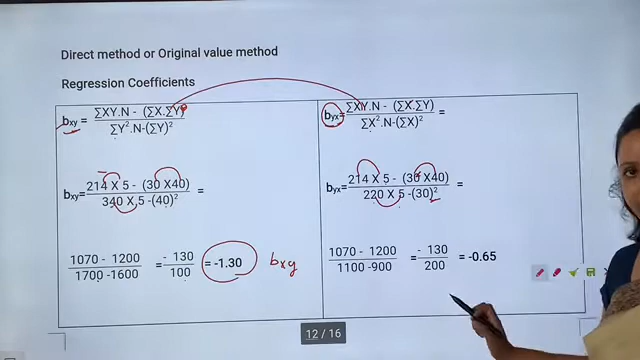 Direct method or Original value method
Regression Coefficients
bxy = ΣXY.N - (ΣX.ΣY) / ΣY².N-(ΣY)²
bxy= 214 X 5 - (30 X40) / 340 X 5 -(40)² =
1070 - 1200 / 1700 -1600 = - 130 / 100 = -1.30 bxy
byx= ΣXY.N - (ΣX.ΣY) / ΣX².N-(ΣX)² =
byx= 214 X 5 - (30 X40) / 220 X 5 -(30)² =
1070 - 1200 / 1100 -900 = - 130 / 200 = -0.65
12 / 16